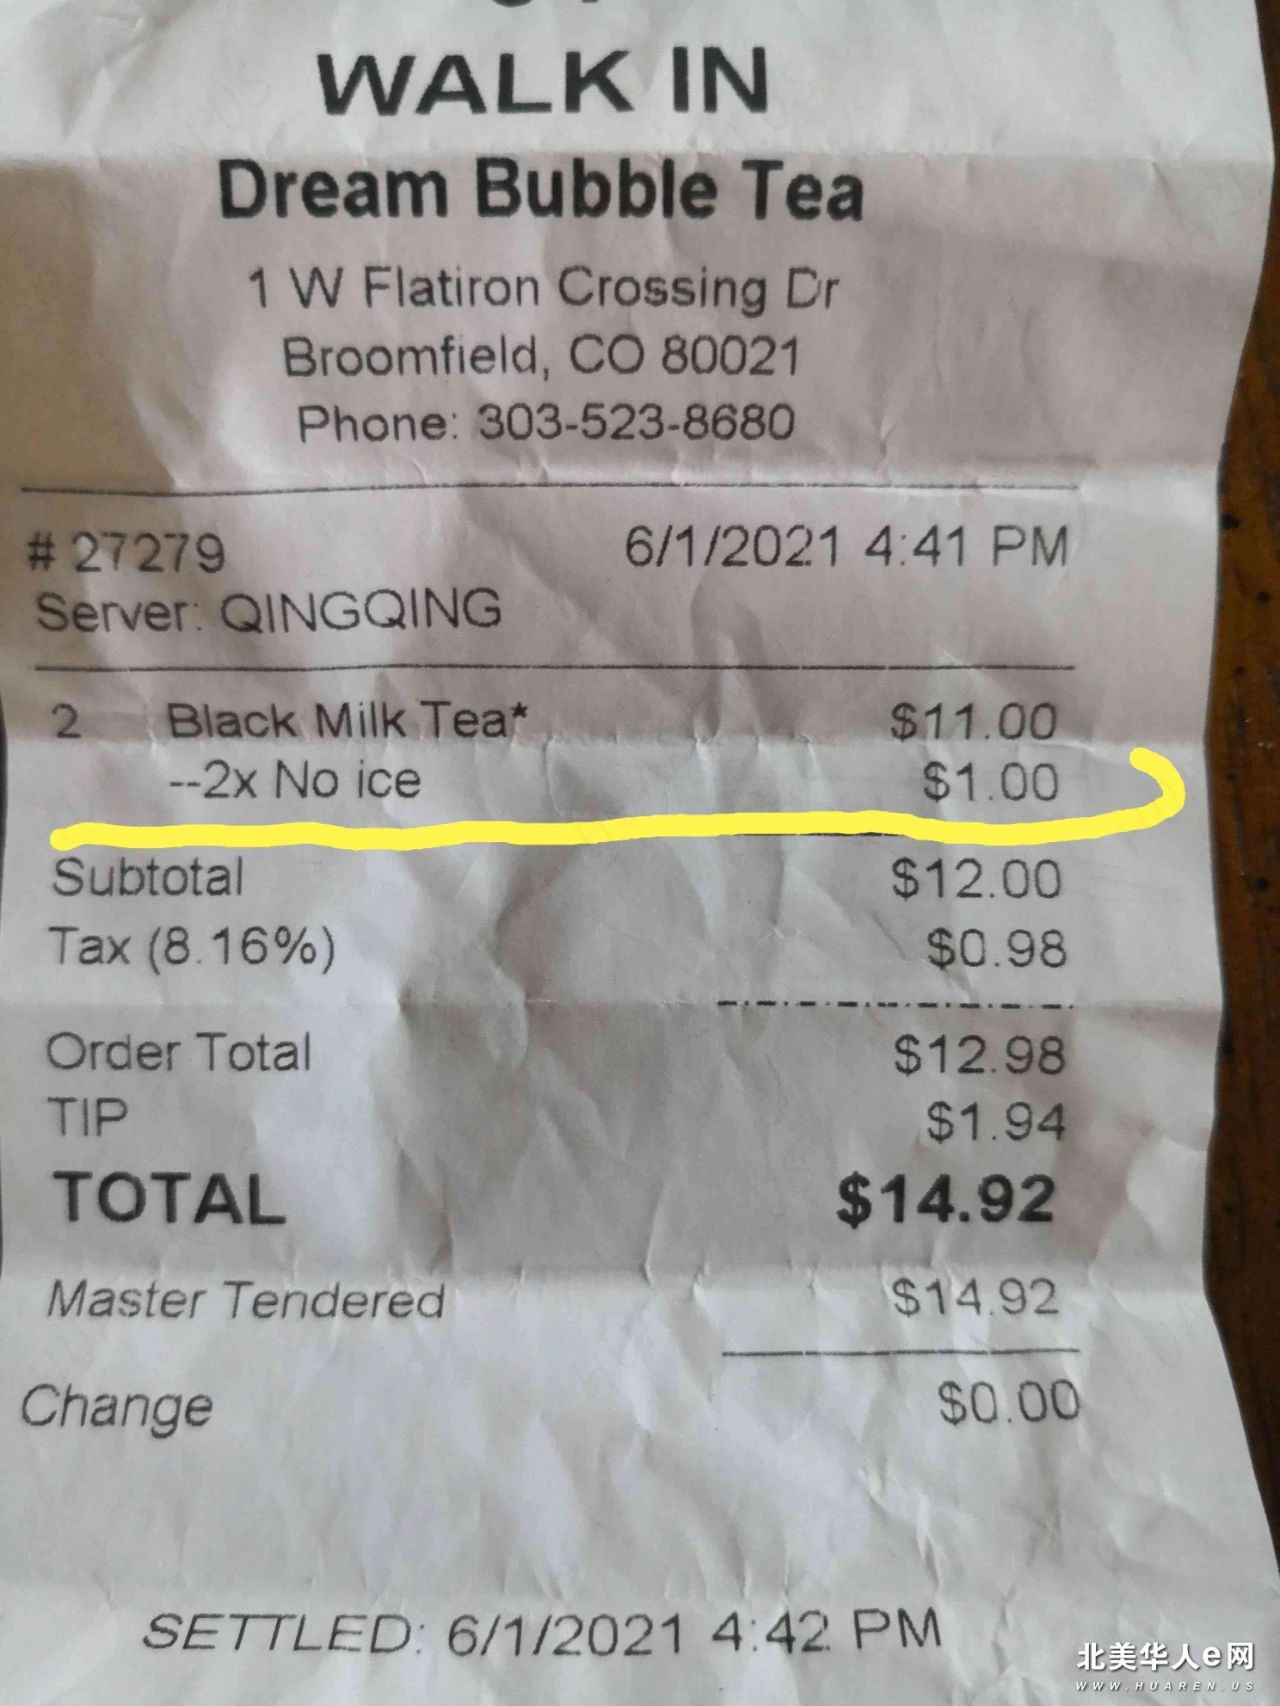 WALK IN
Dream Bubble Tea
1 W Flatiron Crossing Dr
Broomfield, CO 80021
Phone: 303-523-8680
# 27279 6/1/2021 4:41 PM
Server: QINGQING
2 Black Milk Tea* $11.00
--2x No ice $1.00
Subtotal $12.00
Tax (8.16%) $0.98
Order Total $12.98
TIP $1.94
TOTAL $14.92
Master Tendered $14.92
Change $0.00
SETTLED: 6/1/2021 4:42 PM
北美华人e网
WWW.HUAREN.US